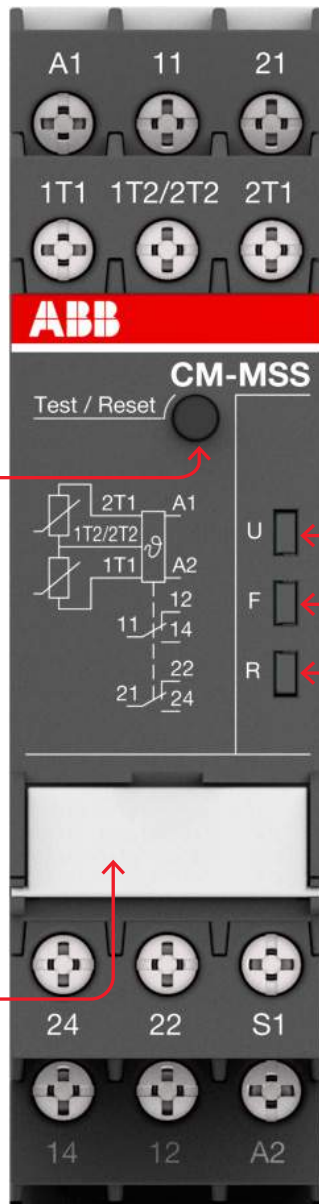 A1 11 21
1T1 1T2/2T2 2T1
ABB
CM-MSS
Test / Reset
2T1 A1
1T2/2T2 ϑ
1T1 A2
12
11 14
22
21 24
U
F
R
24 22 S1
14 12 A2